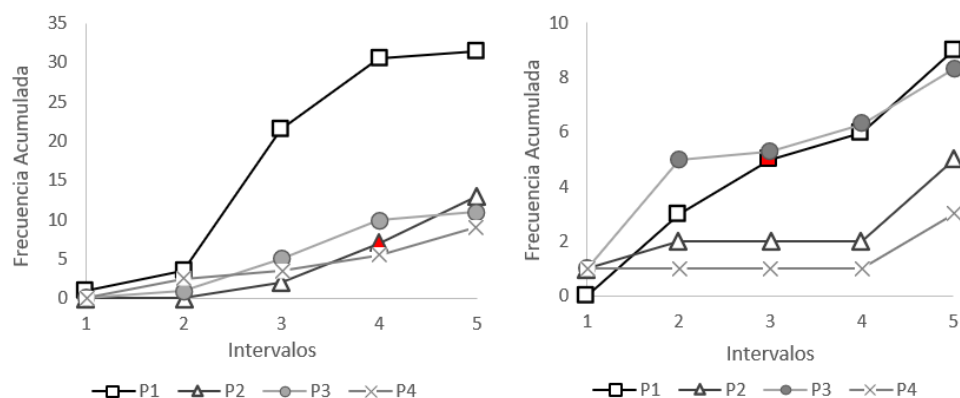 35
30
25
20
15
10
5
0
Frecuencia Acumulada
1 2 3 4 5
Intervalos
P1 P2 P3 P4
10
8
6
4
2
0
Frecuencia Acumulada
1 2 3 4 5
Intervalos
P1 P2 P3 P4